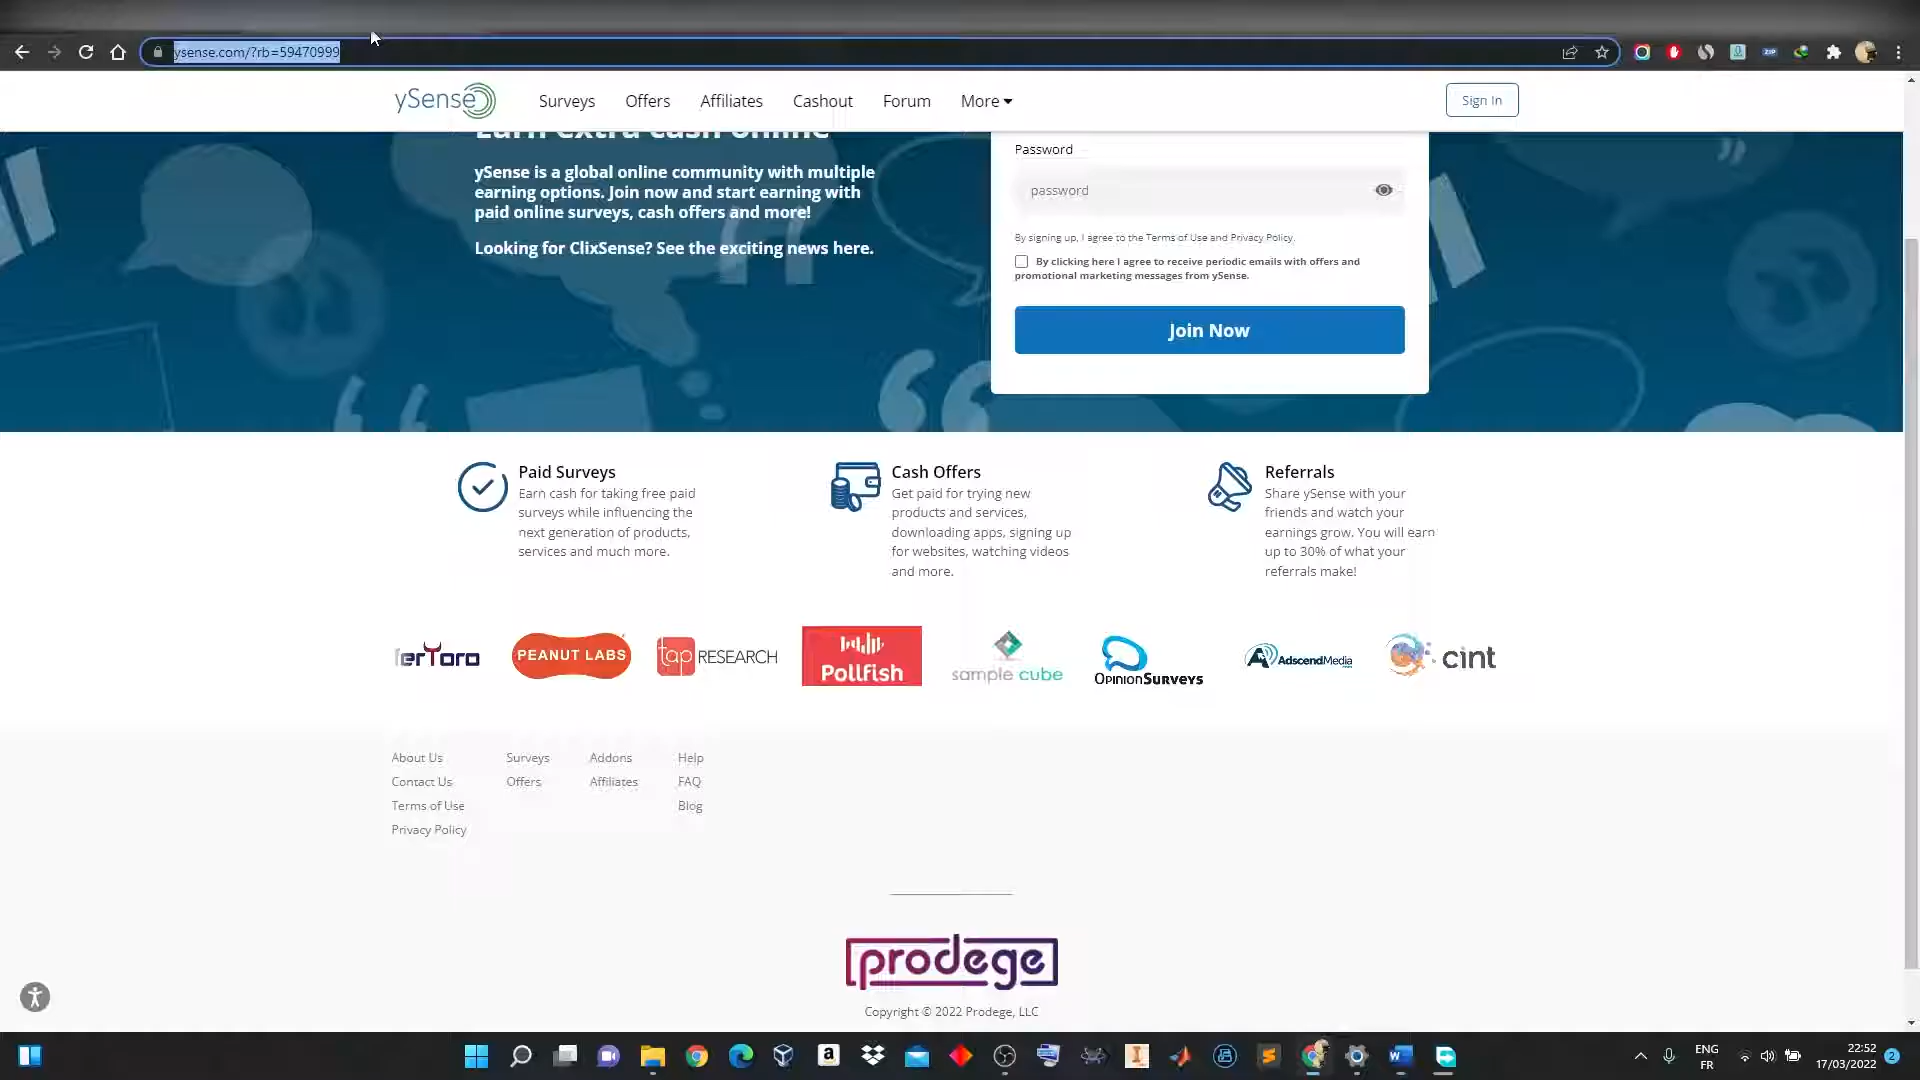 ysense.com/?rb=59470999
ySense
Surveys
Offers
Affiliates
Cashout
Forum
More
Sign In
Earn extra cash online
ySense is a global online community with multiple
earning options. Join now and start earning with
paid online surveys, cash offers and more!
Looking for ClixSense? See the exciting news here.
Password
password
By signing up, I agree to the Terms of Use and Privacy Policy.
By clicking here I agree to receive periodic emails with offers and
promotional marketing messages from ySense.
Join Now
Paid Surveys
Earn cash for taking free paid
surveys while influencing the
next generation of products,
services and much more.
Cash Offers
Get paid for trying new
products and services,
downloading apps, signing up
for websites, watching videos
and more.
Referrals
Share ySense with your
friends and watch your
earnings grow. You will earn
up to 30% of what your
referrals make!
erToro
PEANUT LABS
tap RESEARCH
Pollfish
sample cube
OPINIONSURVEYS
AdscendMedia
cint
About Us
Contact Us
Terms of Use
Privacy Policy
Surveys
Offers
Addons
Affiliates
Help
FAQ
Blog
prodege
Copyright © 2022 Prodege, LLC
ENG
FR
22:52
17/03/2022
2